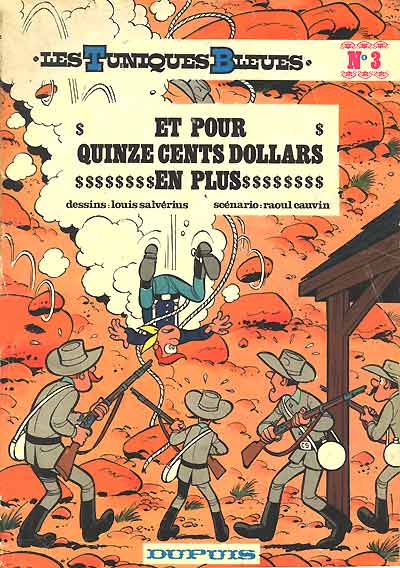 ·LES TUNIQUES BLEUES·
N° 3
$ ET POUR $
QUINZE CENTS DOLLARS
$$$$$$$$EN PLUS$$$$$$$$
dessins: louis salvérius scénario: raoul cauvin
DUPUIS